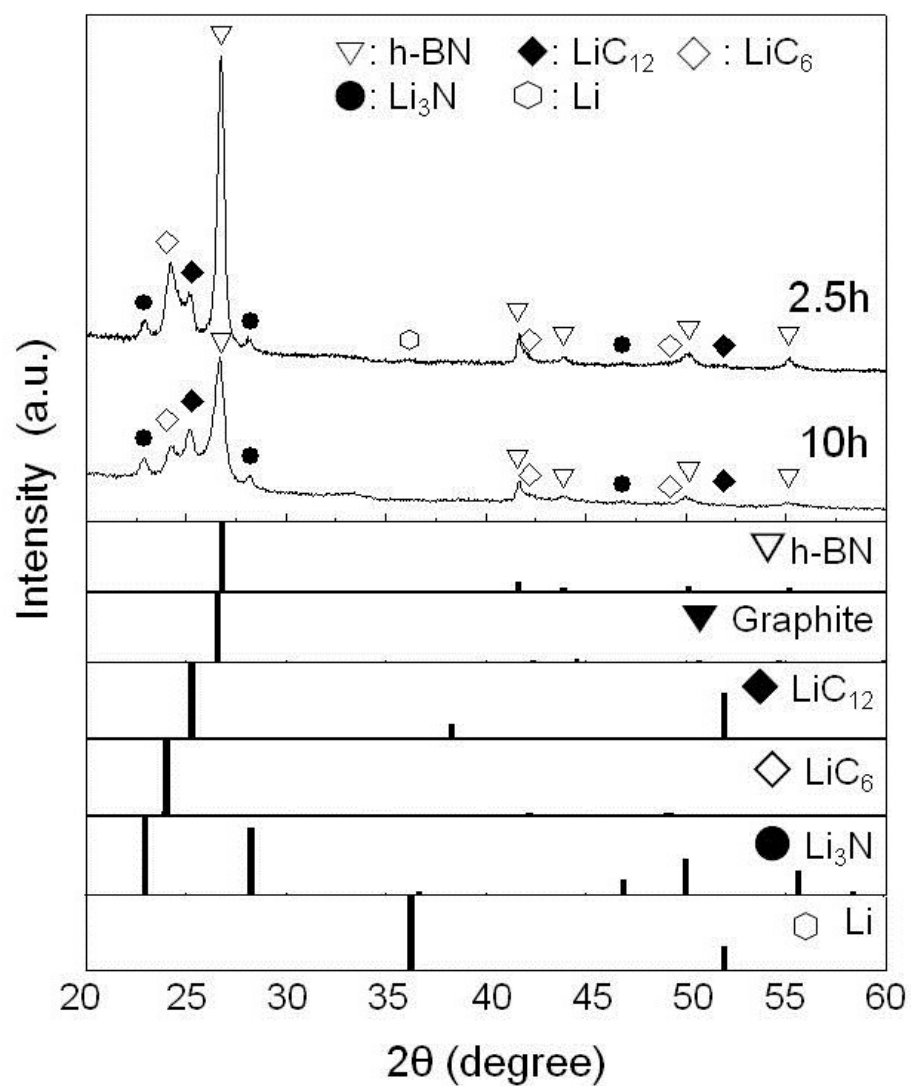 ▽: h-BN ◆: LiC₁₂ ◇: LiC₆
●: Li₃N ⬡: Li
2.5h
10h
Intensity (a.u.)
▽ h-BN
▼ Graphite
◆ LiC₁₂
◇ LiC₆
● Li₃N
⬡ Li
20 25 30 35 40 45 50 55 60
2θ (degree)